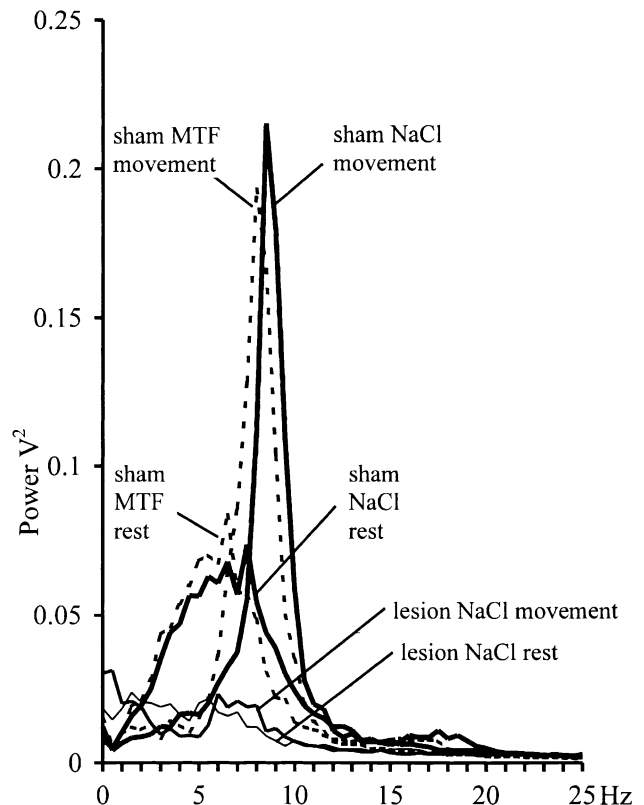 0.25
sham MTF
movement
sham NaCl
movement
0.2
0.15
Power V²
0.1
sham
MTF
rest
sham
NaCl
rest
0.05
lesion NaCl movement
lesion NaCl rest
0
0 5 10 15 20 25 Hz